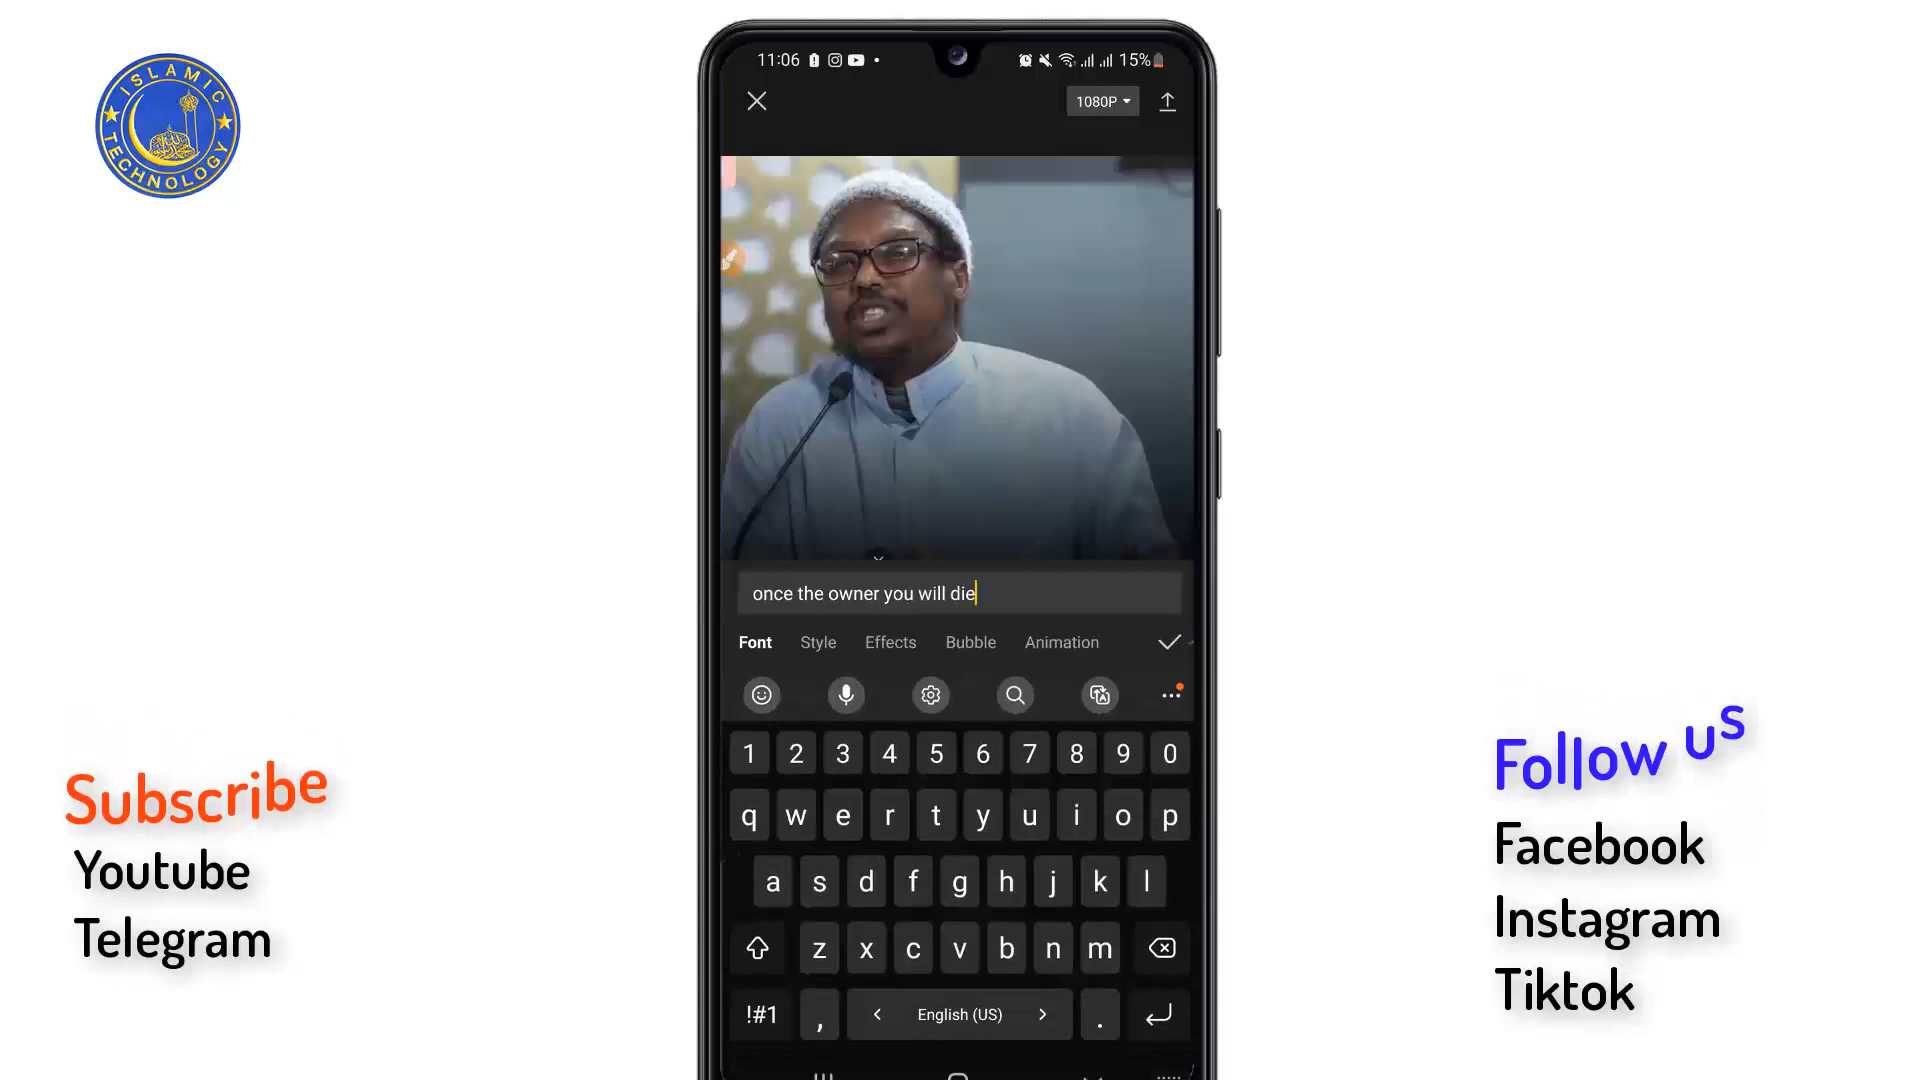 ISLAMIC
TECHNOLOGY
11:06
15%
1080P
once the owner you will die
Font Style Effects Bubble Animation
1 2 3 4 5 6 7 8 9 0
q w e r t y u i o p
a s d f g h j k l
z x c v b n m
!#1 , < English (US) > .
Subscribe
Youtube
Telegram
Follow us
Facebook
Instagram
Tiktok